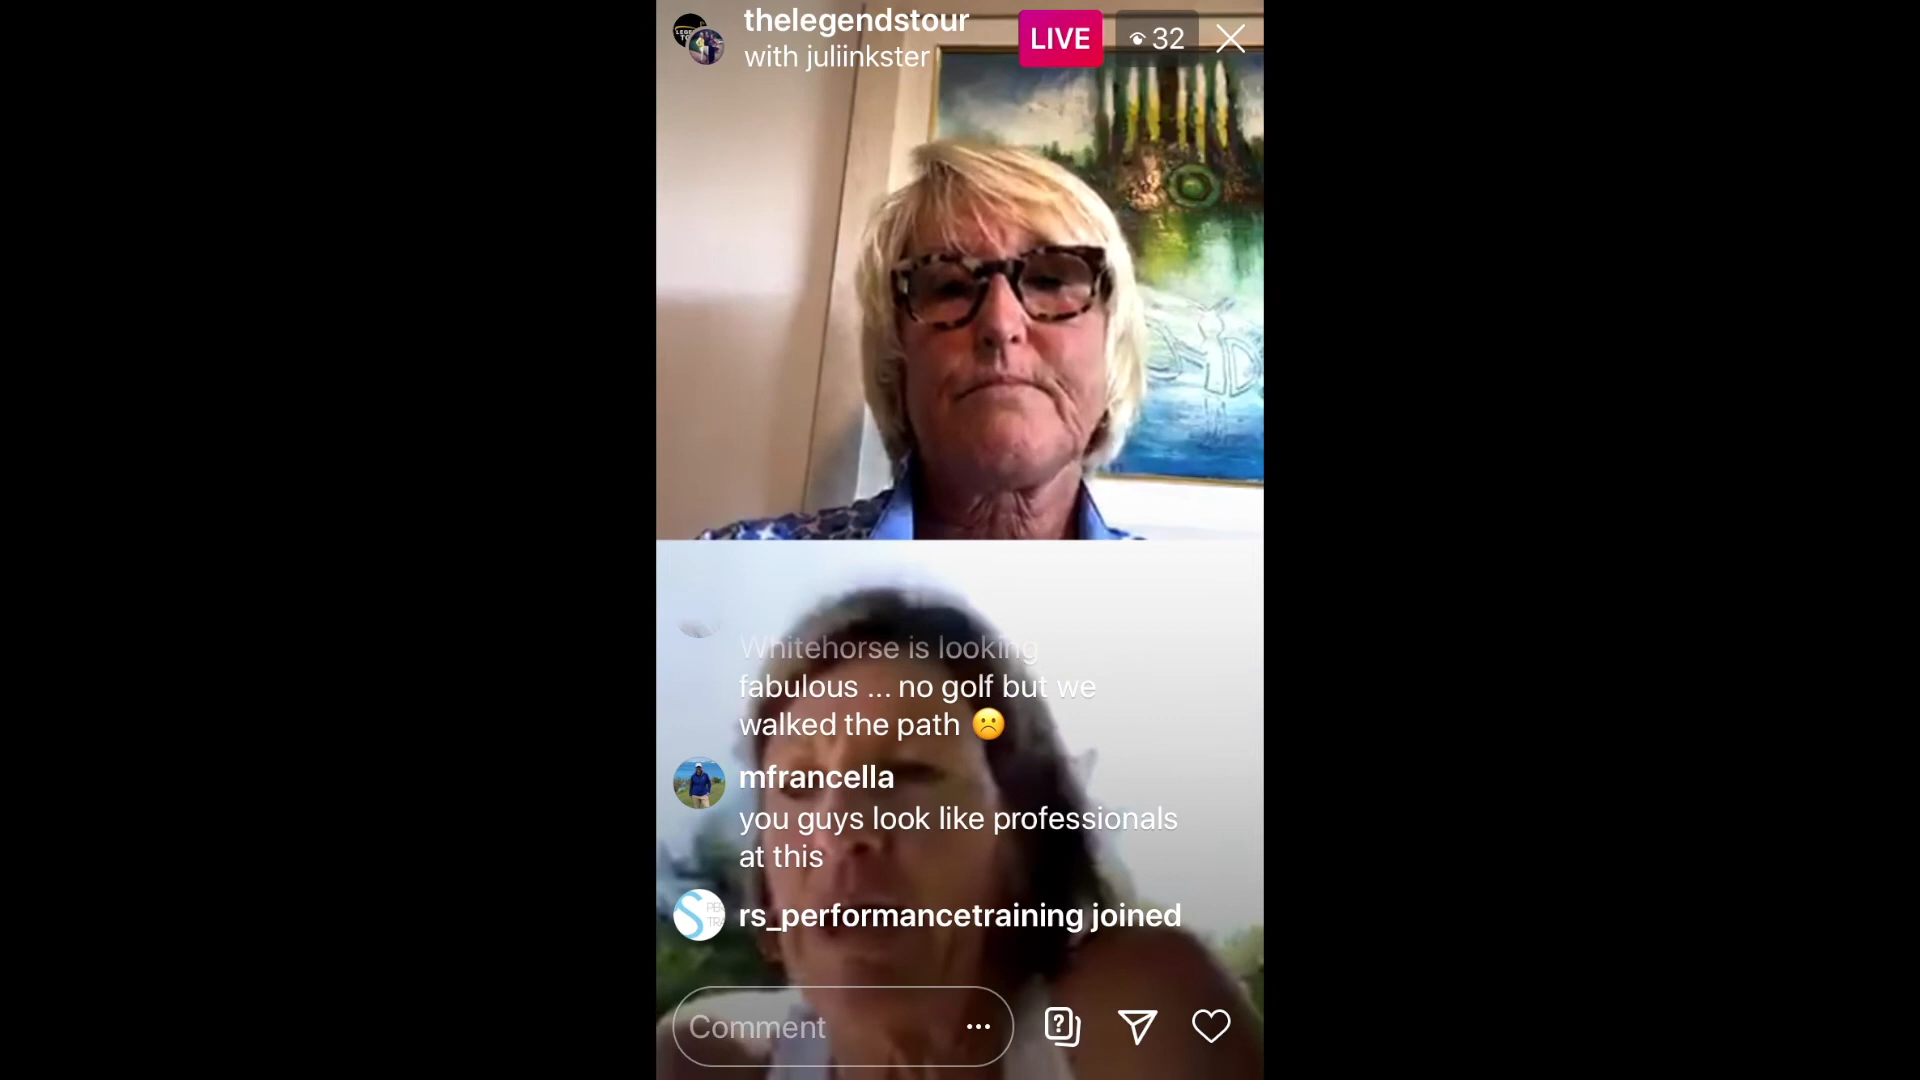 thelegendstour
with juliinkster
LIVE
32
Whitehorse is looking
fabulous ... no golf but we
walked the path ☹️
mfrancella
you guys look like professionals
at this
rs_performancetraining joined
Comment